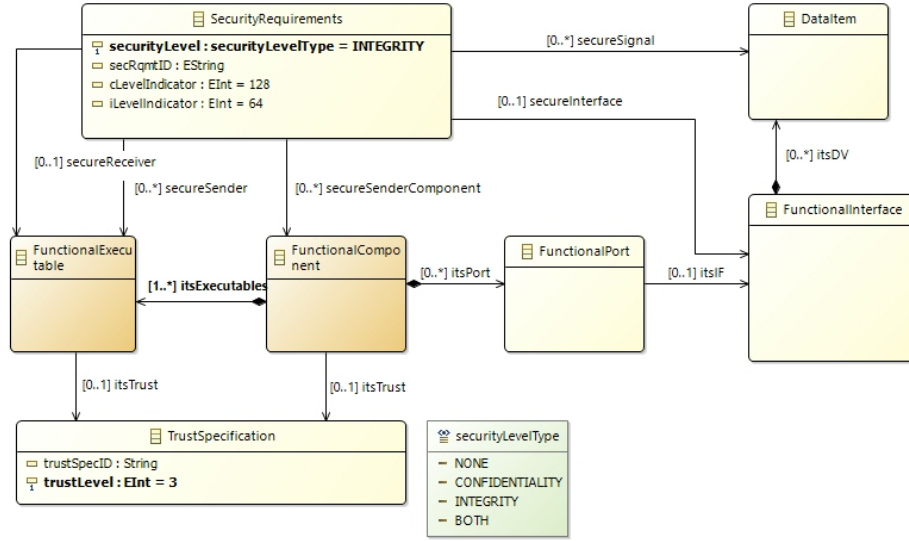 SecurityRequirements
securityLevel : securityLevelType = INTEGRITY
secRqmtID : EString
cLevelIndicator : EInt = 128
iLevelIndicator : EInt = 64
DataItem
[0..*] secureSignal
[0..1] secureInterface
[0..1] secureReceiver
[0..*] secureSender
[0..*] secureSenderComponent
[0..*] itsDV
FunctionalInterface
FunctionalExecu
table
FunctionalCompo
nent
FunctionalPort
[1..*] itsExecutables
[0..*] itsPort
[0..1] itsIF
[0..1] itsTrust
[0..1] itsTrust
TrustSpecification
trustSpecID : String
trustLevel : EInt = 3
securityLevelType
NONE
CONFIDENTIALITY
INTEGRITY
BOTH